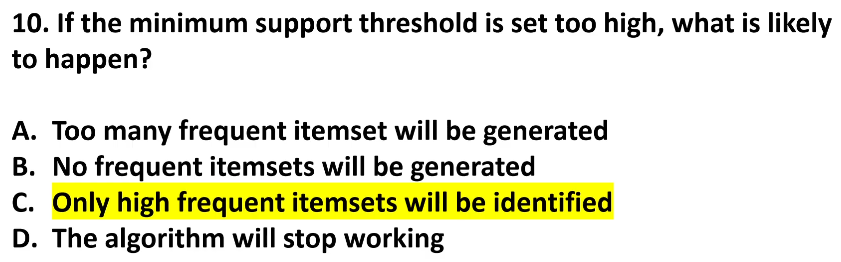 10. If the minimum support threshold is set too high, what is likely
to happen?
A. Too many frequent itemset will be generated
B. No frequent itemsets will be generated
C. Only high frequent itemsets will be identified
D. The algorithm will stop working